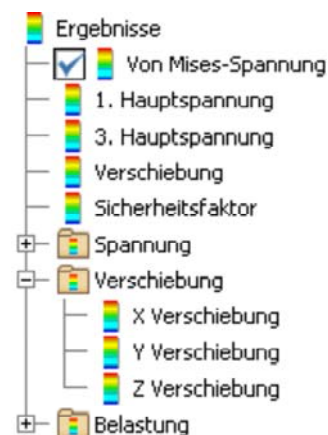 Ergebnisse
Von Mises-Spannung
1. Hauptspannung
3. Hauptspannung
Verschiebung
Sicherheitsfaktor
Spannung
Verschiebung
X Verschiebung
Y Verschiebung
Z Verschiebung
Belastung